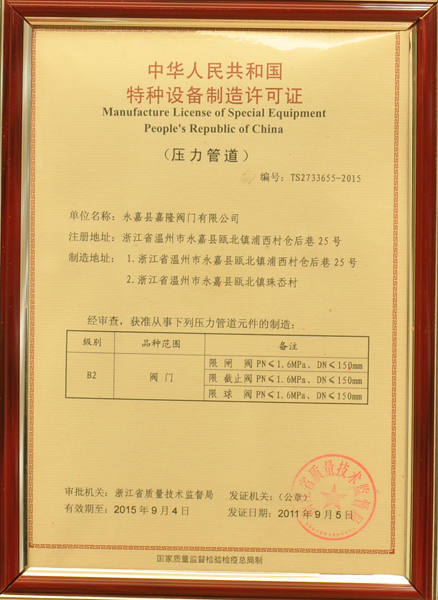 中华人民共和国
特种设备制造许可证
Manufacture License of Special Equipment
People's Republic of China
（压力管道）
编号：TS2733655-2015
单位名称：永嘉县嘉隆阀门有限公司
注册地址：浙江省温州市永嘉县瓯北镇浦西村仓后巷25号
制造地址：1.浙江省温州市永嘉县瓯北镇浦西村仓后巷25号
2.浙江省温州市永嘉县瓯北镇珠岙村
经审查，获准从事下列压力管道元件的制造：
级别 品种范围 备注
B2 阀门
限 闸 阀 PN≤1.6MPa、DN≤150mm
限 截止阀 PN≤1.6MPa、DN≤150mm
限 球 阀 PN≤1.6MPa、DN≤150mm
审批机关：浙江省质量技术监督局 发证机关：（公章）
有效期至：2015年9月4日 发证日期：2011年9月5日
浙江省质量技术监督局
国家质量监督检验检疫总局制